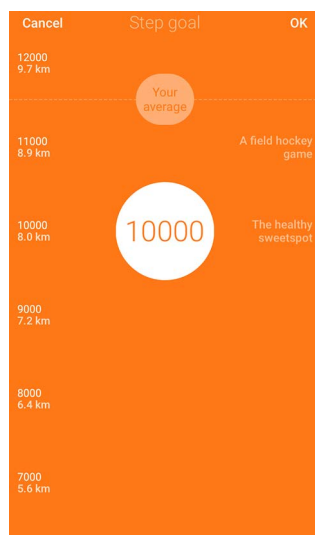 Cancel Step goal OK
12000
9.7 km
Your
average
11000
8.9 km
A field hockey
game
10000
8.0 km
10000
The healthy
sweetspot
9000
7.2 km
8000
6.4 km
7000
5.6 km